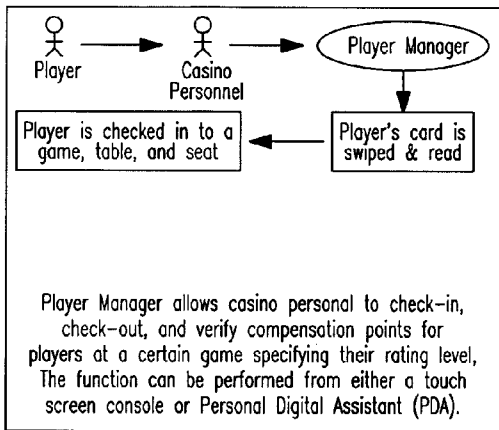 Player
Casino
Personnel
Player Manager
Player is checked in to a
game, table, and seat
Player's card is
swiped & read
Player Manager allows casino personal to check-in,
check-out, and verify compensation points for
players at a certain game specifying their rating level,
The function can be performed from either a touch
screen console or Personal Digital Assistant (PDA).